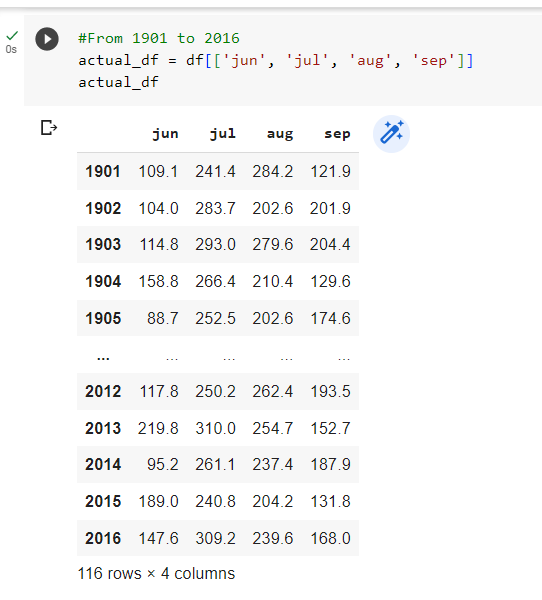 #From 1901 to 2016
0s
actual_df = df[['jun', 'jul', 'aug', 'sep']]
actual_df
jun jul aug sep
1901 109.1 241.4 284.2 121.9
1902 104.0 283.7 202.6 201.9
1903 114.8 293.0 279.6 204.4
1904 158.8 266.4 210.4 129.6
1905 88.7 252.5 202.6 174.6
... ... ... ... ...
2012 117.8 250.2 262.4 193.5
2013 219.8 310.0 254.7 152.7
2014 95.2 261.1 237.4 187.9
2015 189.0 240.8 204.2 131.8
2016 147.6 309.2 239.6 168.0
116 rows × 4 columns